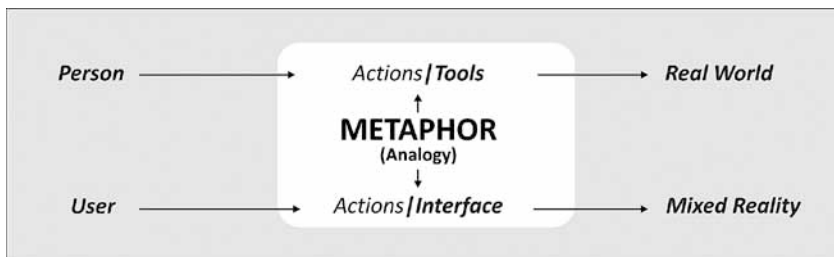 Person Actions|Tools Real World
METAPHOR
(Analogy)
User Actions|Interface Mixed Reality